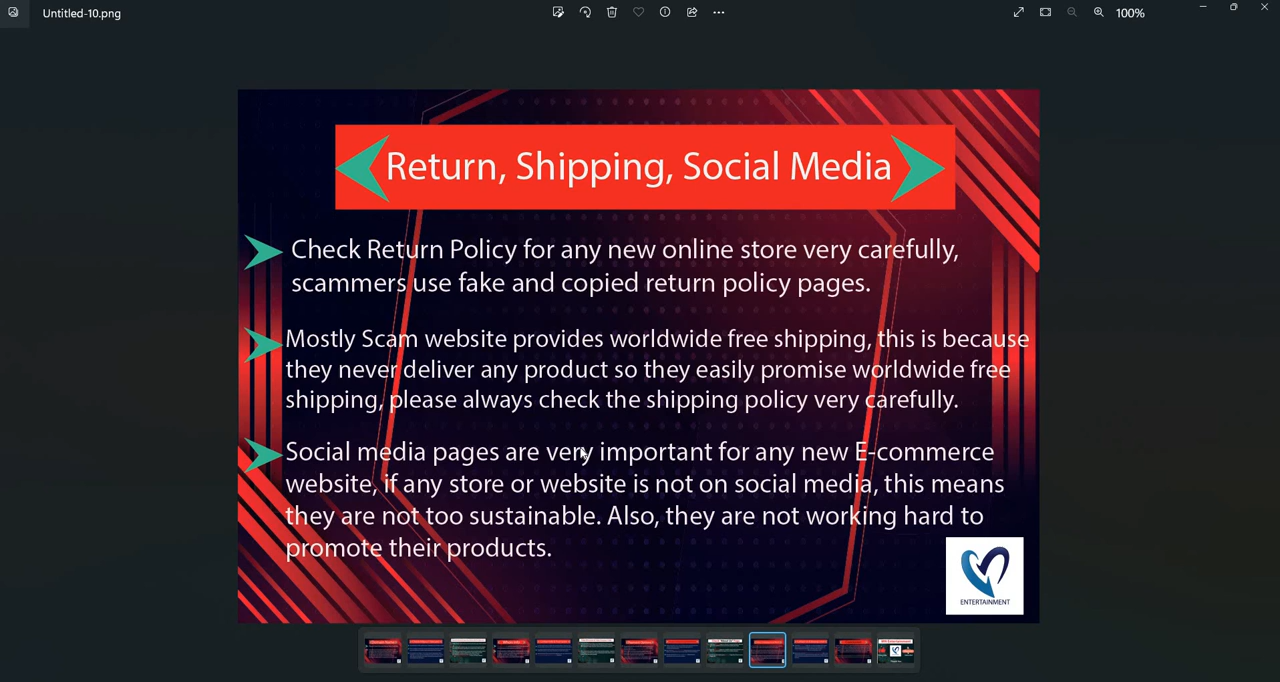 Untitled-10.png
100%
Return, Shipping, Social Media
Check Return Policy for any new online store very carefully,
scammers use fake and copied return policy pages.
Mostly Scam website provides worldwide free shipping, this is because
they never deliver any product so they easily promise worldwide free
shipping, please always check the shipping policy very carefully.
Social media pages are very important for any new E-commerce
website, if any store or website is not on social media, this means
they are not too sustainable. Also, they are not working hard to
promote their products.
ENTERTAINMENT